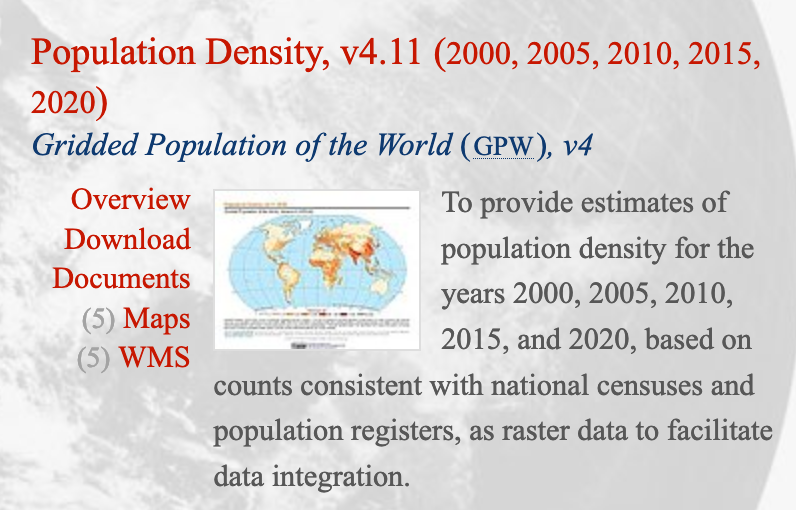 Population Density, v4.11 (2000, 2005, 2010, 2015,
2020)
Gridded Population of the World (GPW), v4
Overview
Download
Documents
(5) Maps
(5) WMS
To provide estimates of
population density for the
years 2000, 2005, 2010,
2015, and 2020, based on
counts consistent with national censuses and
population registers, as raster data to facilitate
data integration.